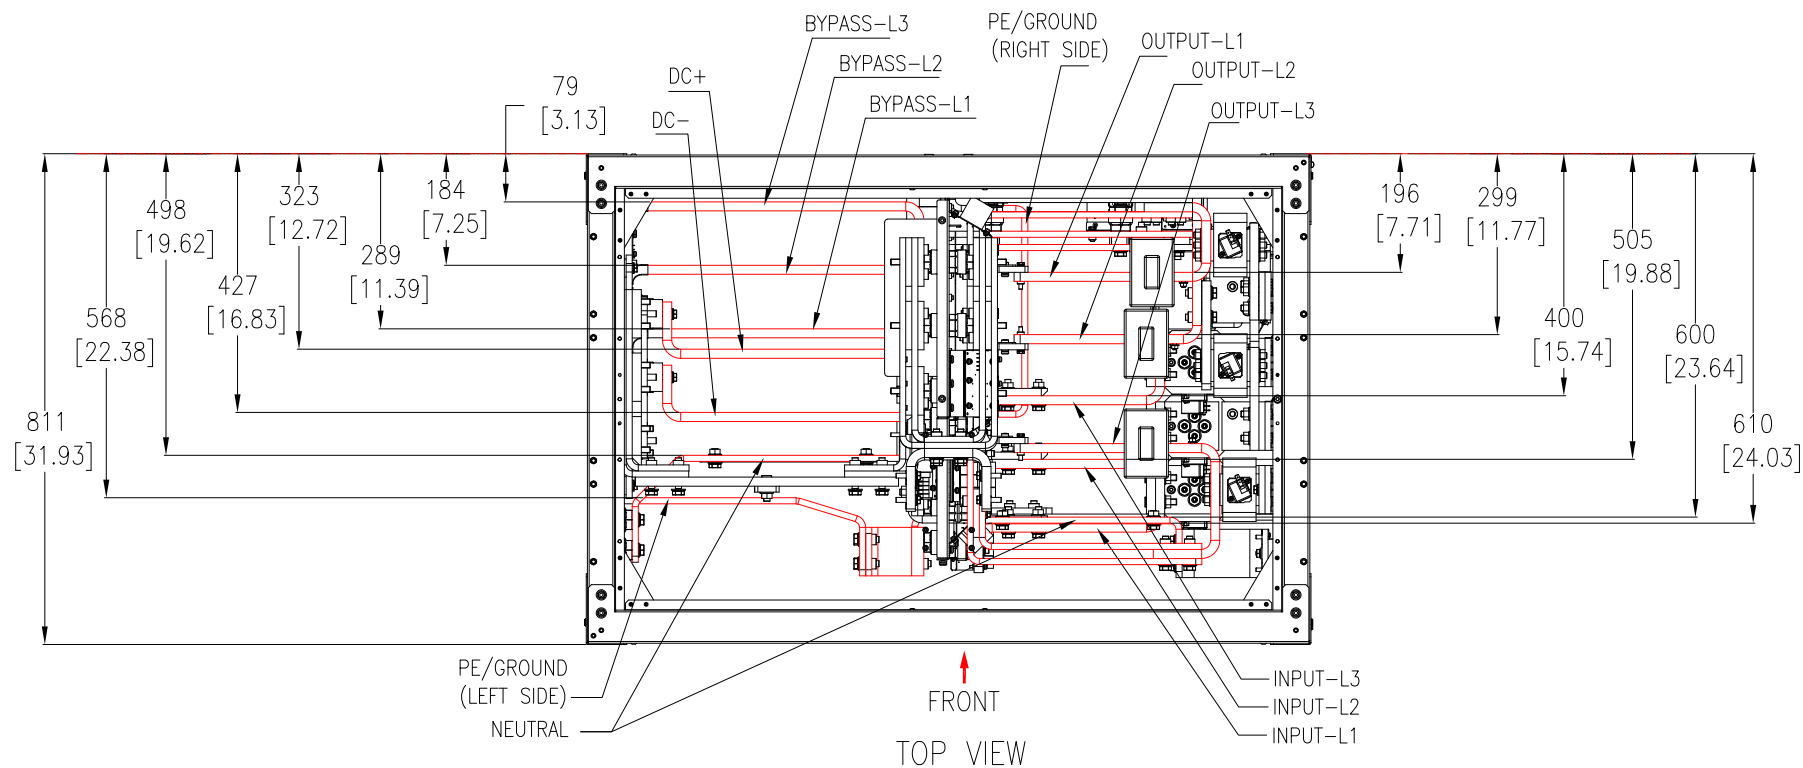 BYPASS-L3
PE/GROUND
(RIGHT SIDE)
OUTPUT-L1
BYPASS-L2
OUTPUT-L2
DC+
79
[3.13]
BYPASS-L1
OUTPUT-L3
DC-
184
[7.25]
323
[12.72]
498
[19.62]
289
[11.39]
427
[16.83]
568
[22.38]
811
[31.93]
196
[7.71]
299
[11.77]
505
[19.88]
400
[15.74]
600
[23.64]
610
[24.03]
PE/GROUND
(LEFT SIDE)
NEUTRAL
FRONT
INPUT-L3
INPUT-L2
INPUT-L1
TOP VIEW